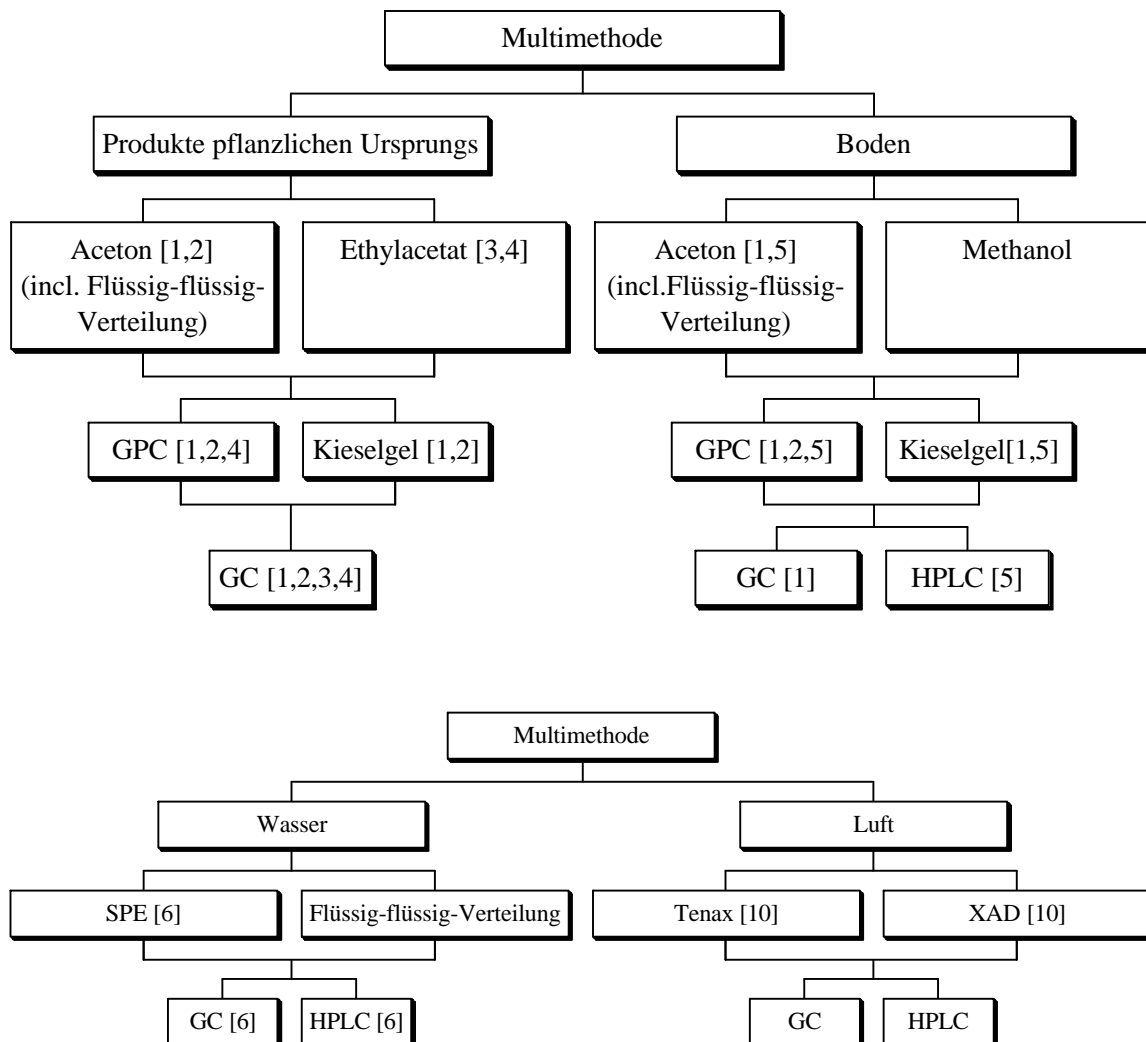 Multimethode
Produkte pflanzlichen Ursprungs
Boden
Aceton [1,2]
(incl. Flüssig-flüssig-
Verteilung)
Ethylacetat [3,4]
Aceton [1,5]
(incl.Flüssig-flüssig-
Verteilung)
Methanol
GPC [1,2,4]
Kieselgel [1,2]
GPC [1,2,5]
Kieselgel[1,5]
GC [1,2,3,4]
GC [1]
HPLC [5]
Multimethode
Wasser
Luft
SPE [6]
Flüssig-flüssig-Verteilung
Tenax [10]
XAD [10]
GC [6]
HPLC [6]
GC
HPLC